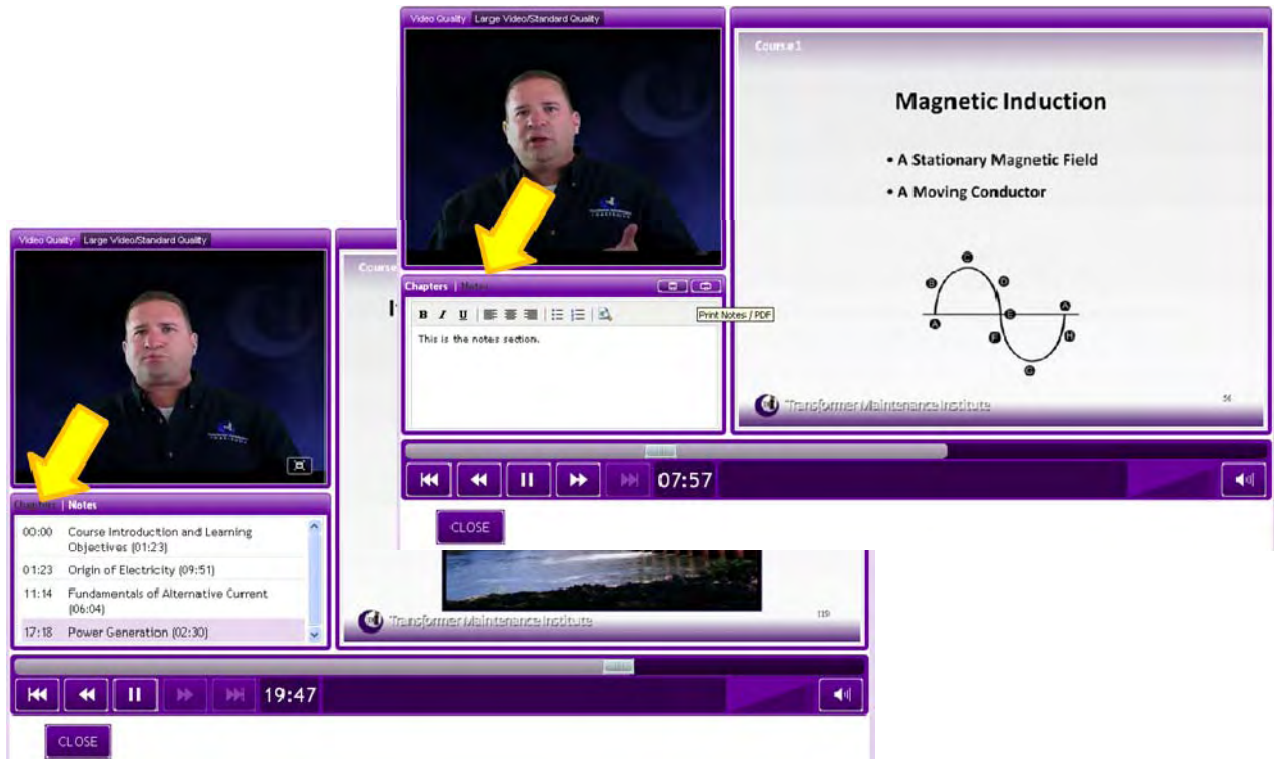 Video Quality Large Video/Standard Quality
Course 1
Magnetic Induction
• A Stationary Magnetic Field
• A Moving Conductor
C
B
D
A
E
A
F
H
G
Transformer Maintenance Institute
56
Chapters | Notes
B I U
Print Notes / PDF
This is the notes section.
07:57
CLOSE
Video Quality Large Video/Standard Quality
Course
Chapters | Notes
00:00 Course Introduction and Learning
Objectives (01:23)
01:23 Origin of Electricity (09:51)
11:14 Fundamentals of Alternative Current
(06:04)
17:18 Power Generation (02:30)
Transformer Maintenance Institute
119
19:47
CLOSE